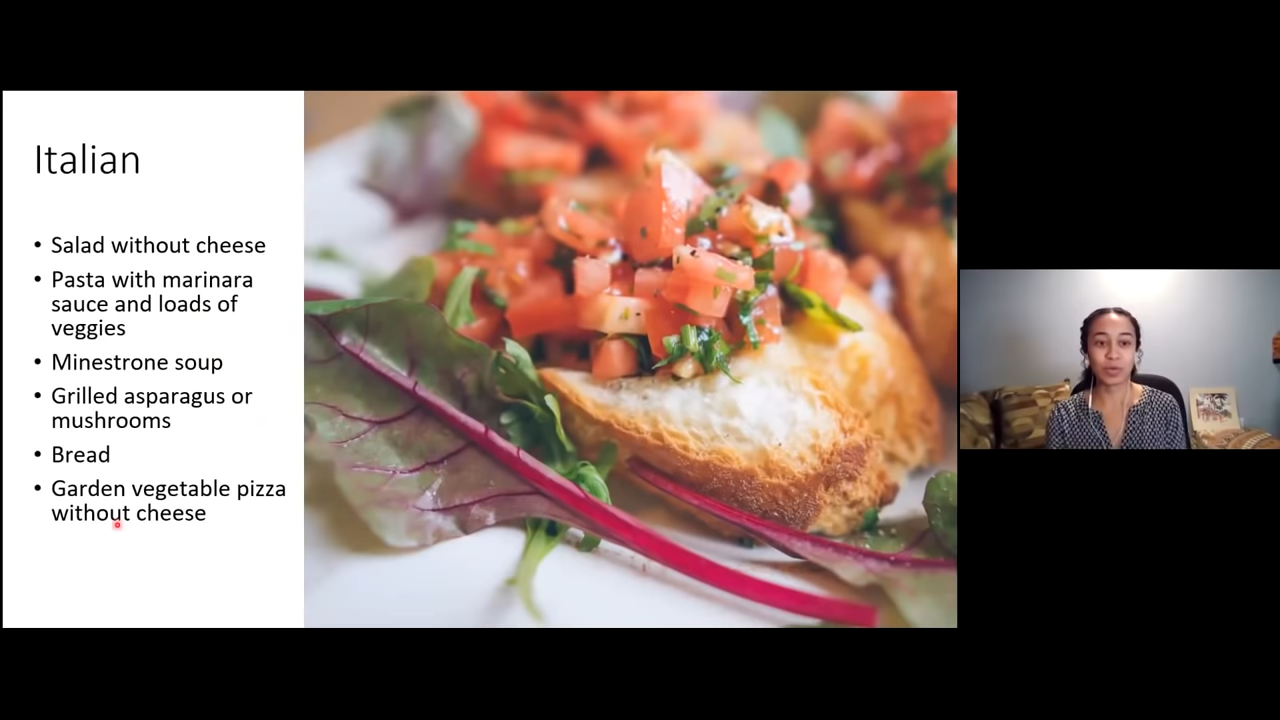 Italian
• Salad without cheese
• Pasta with marinara
sauce and loads of
veggies
• Minestrone soup
• Grilled asparagus or
mushrooms
• Bread
• Garden vegetable pizza
without cheese